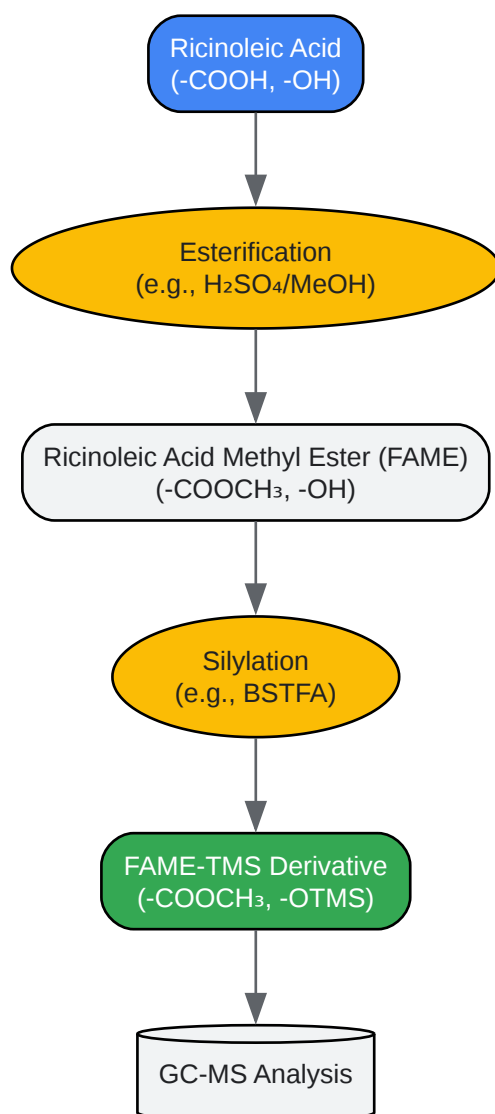 Ricinoleic Acid
(-COOH, -OH)
Esterification
(e.g., H₂SO₄/MeOH)
Ricinoleic Acid Methyl Ester (FAME)
(-COOCH₃, -OH)
Silylation
(e.g., BSTFA)
FAME-TMS Derivative
(-COOCH₃, -OTMS)
GC-MS Analysis